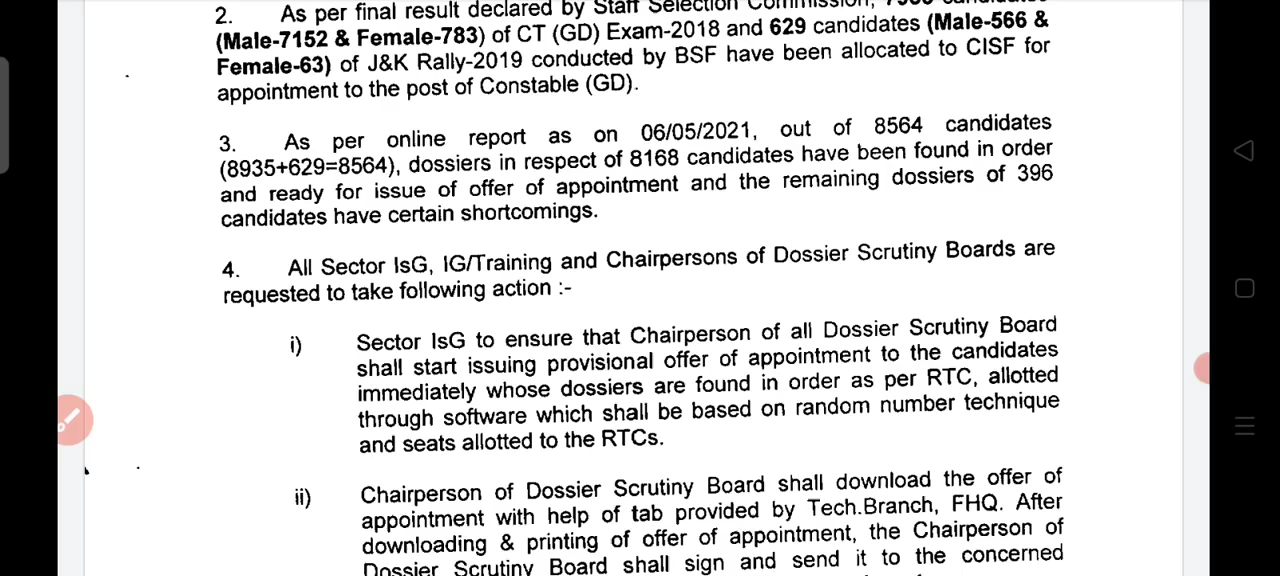 2. As per final result declared by Staff Selection Commission,
(Male-7152 & Female-783) of CT (GD) Exam-2018 and 629 candidates (Male-566 &
Female-63) of J&K Rally-2019 conducted by BSF have been allocated to CISF for
appointment to the post of Constable (GD).
3. As per online report as on 06/05/2021, out of 8564 candidates
(8935+629=8564), dossiers in respect of 8168 candidates have been found in order
and ready for issue of offer of appointment and the remaining dossiers of 396
candidates have certain shortcomings.
4. All Sector IsG, IG/Training and Chairpersons of Dossier Scrutiny Boards are
requested to take following action :-
i) Sector IsG to ensure that Chairperson of all Dossier Scrutiny Board
shall start issuing provisional offer of appointment to the candidates
immediately whose dossiers are found in order as per RTC, allotted
through software which shall be based on random number technique
and seats allotted to the RTCs.
ii) Chairperson of Dossier Scrutiny Board shall download the offer of
appointment with help of tab provided by Tech.Branch, FHQ. After
downloading & printing of offer of appointment, the Chairperson of
Dossier Scrutiny Board shall sign and send it to the concerned